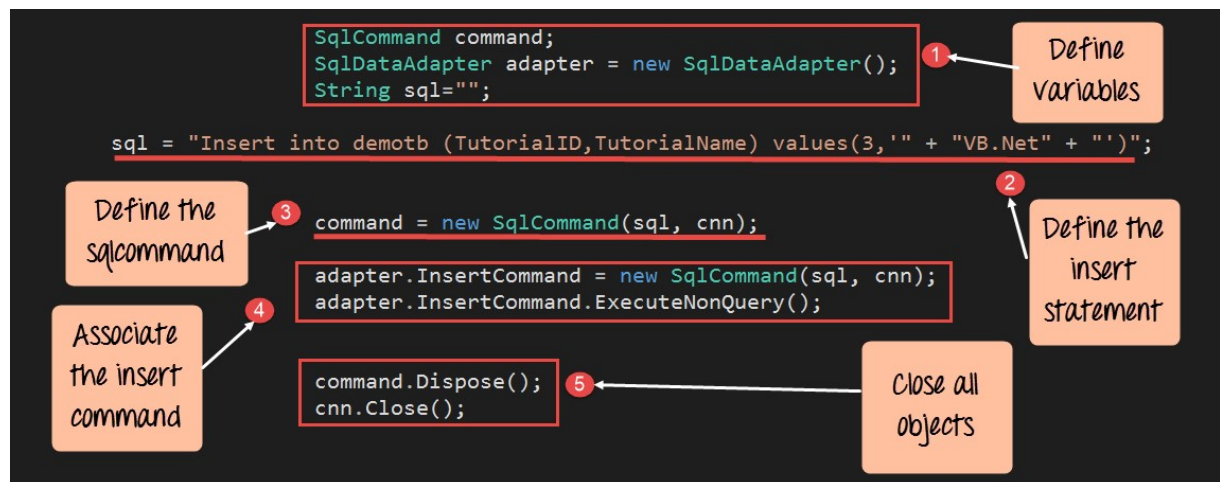 SqlCommand command;
SqlDataAdapter adapter = new SqlDataAdapter();
String sql="";
1
Define
variables
sql = "Insert into demotb (TutorialID,TutorialName) values(3,'" + "VB.Net" + "')";
2
Define the
insert
statement
Define the
sqlcommand
3
command = new SqlCommand(sql, cnn);
adapter.InsertCommand = new SqlCommand(sql, cnn);
adapter.InsertCommand.ExecuteNonQuery();
4
Associate
the insert
command
command.Dispose();
cnn.Close();
5
Close all
objects